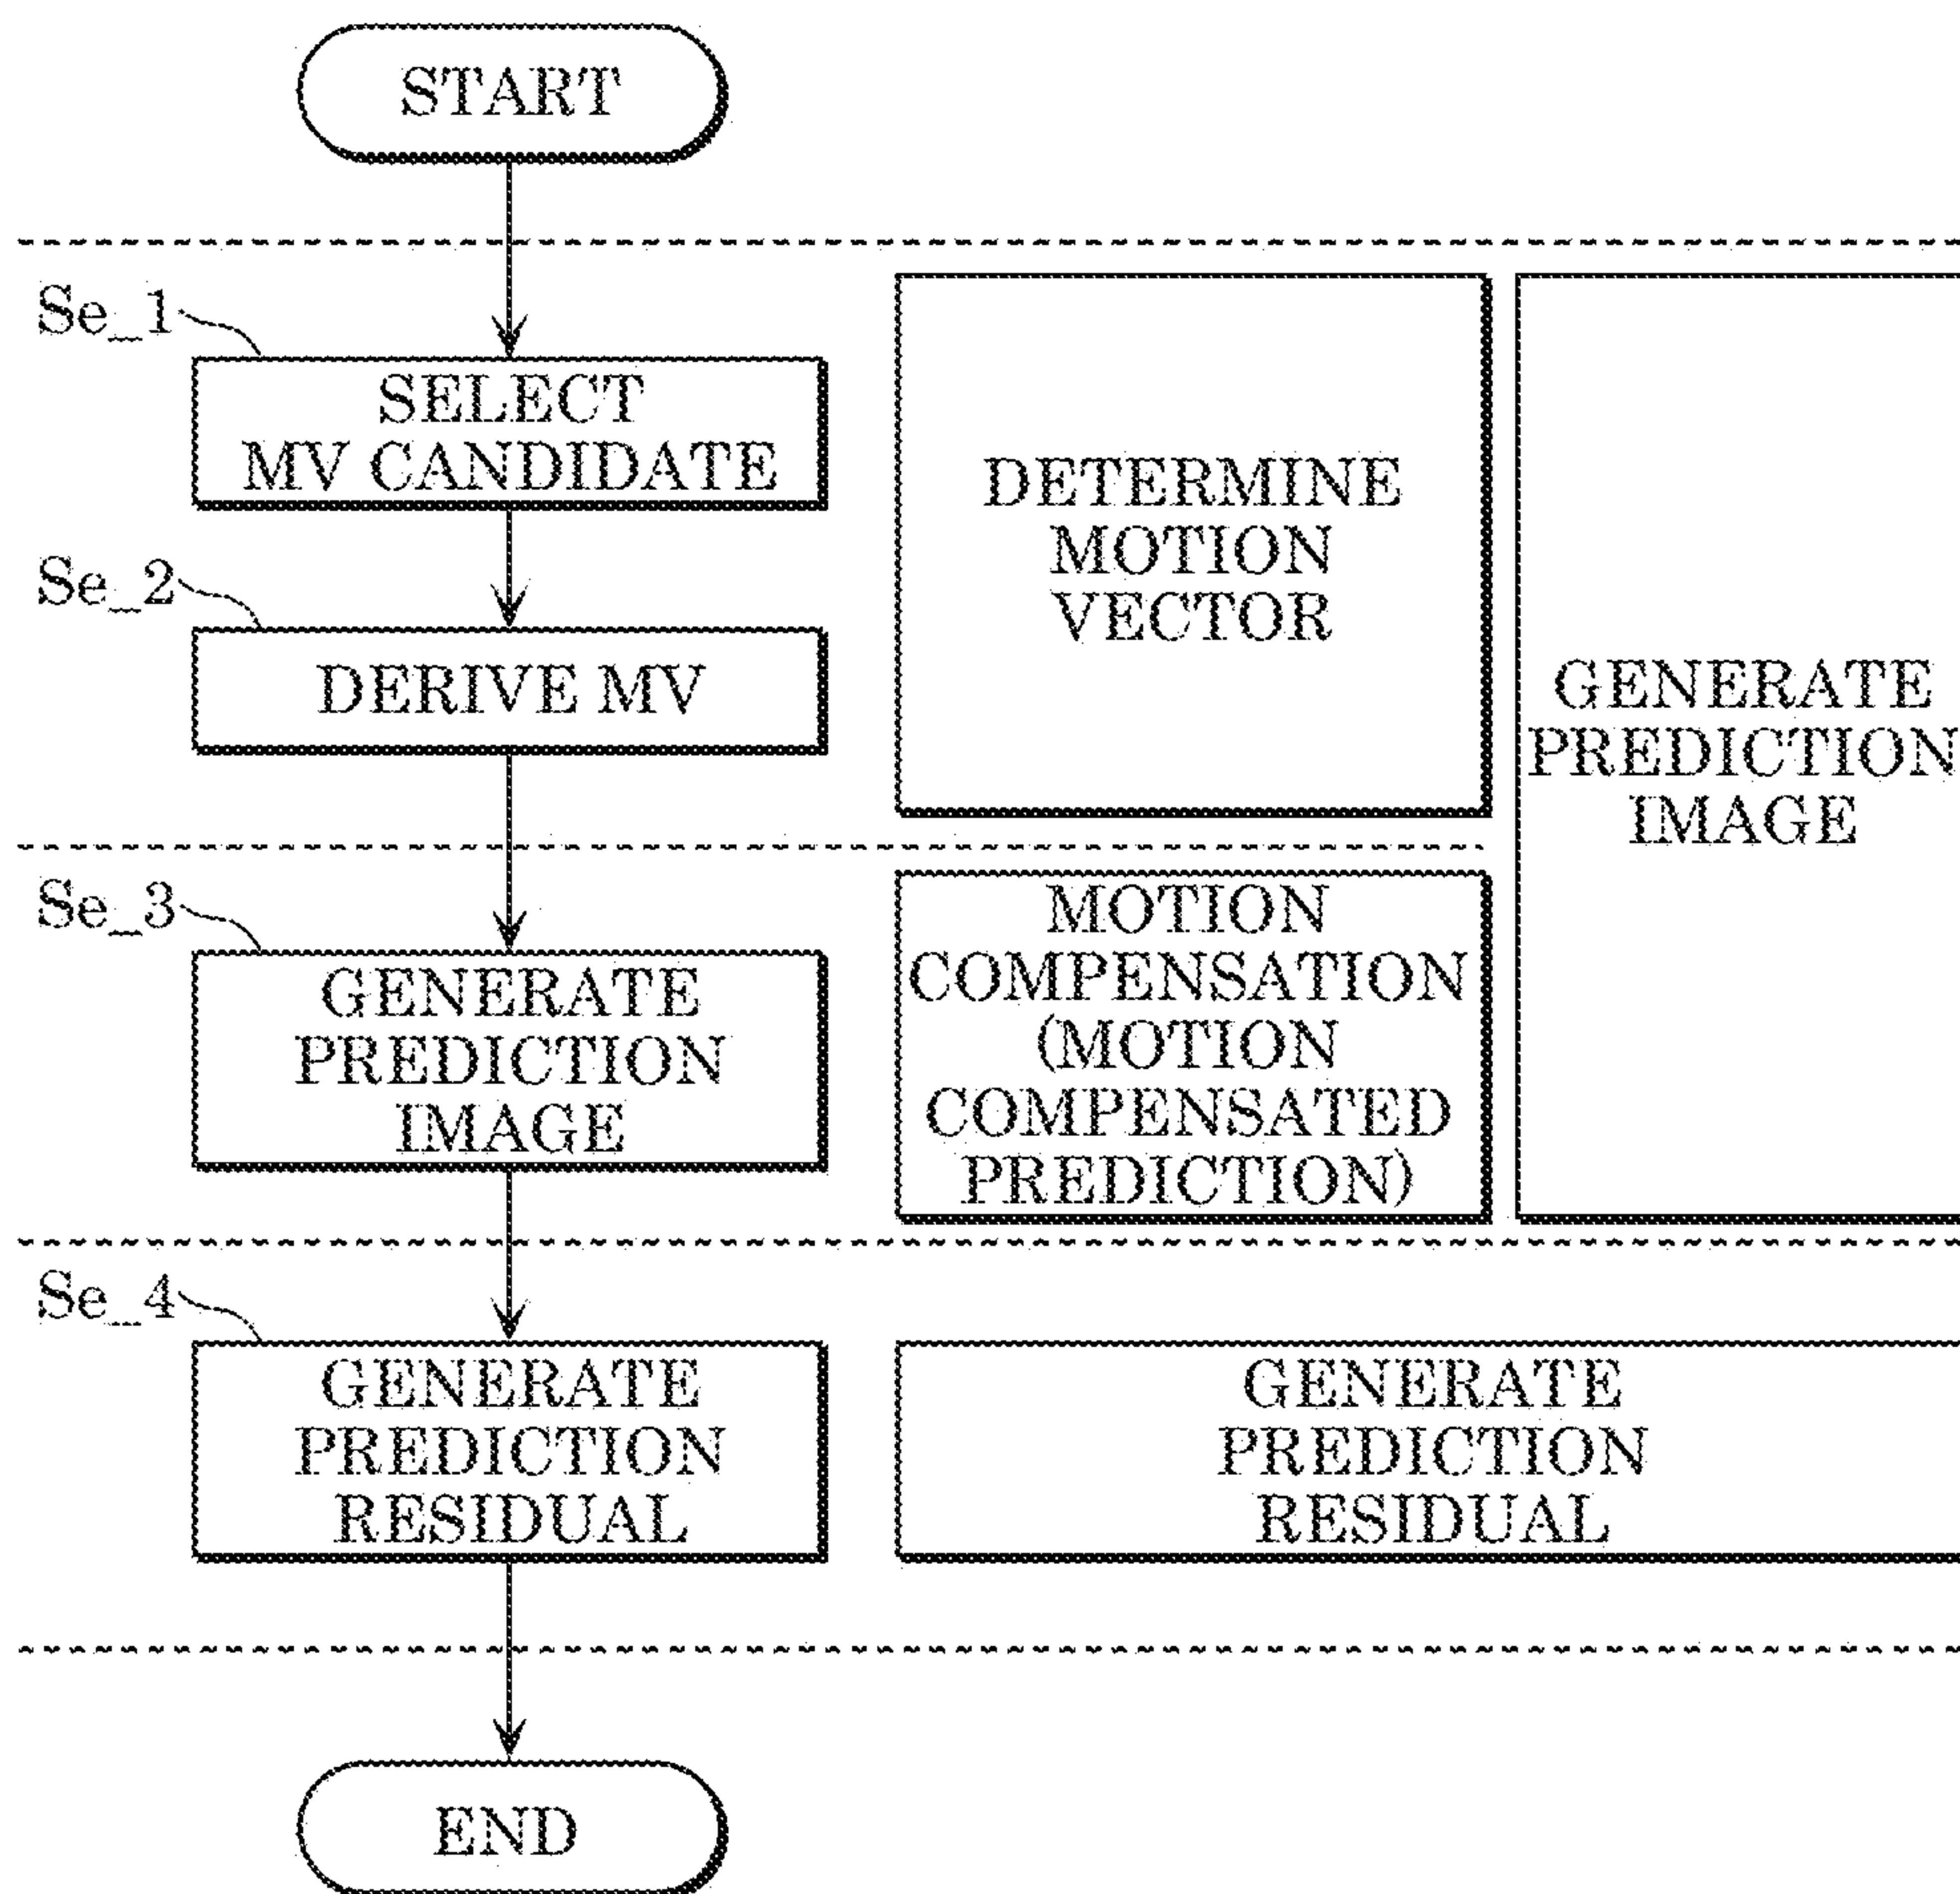 START
Se_1
SELECT
MV CANDIDATE
Se_2
DERIVE MV
DETERMINE
MOTION
VECTOR
GENERATE
PREDICTION
IMAGE
Se_3
GENERATE
PREDICTION
IMAGE
MOTION
COMPENSATION
(MOTION
COMPENSATED
PREDICTION)
Se_4
GENERATE
PREDICTION
RESIDUAL
GENERATE
PREDICTION
RESIDUAL
END